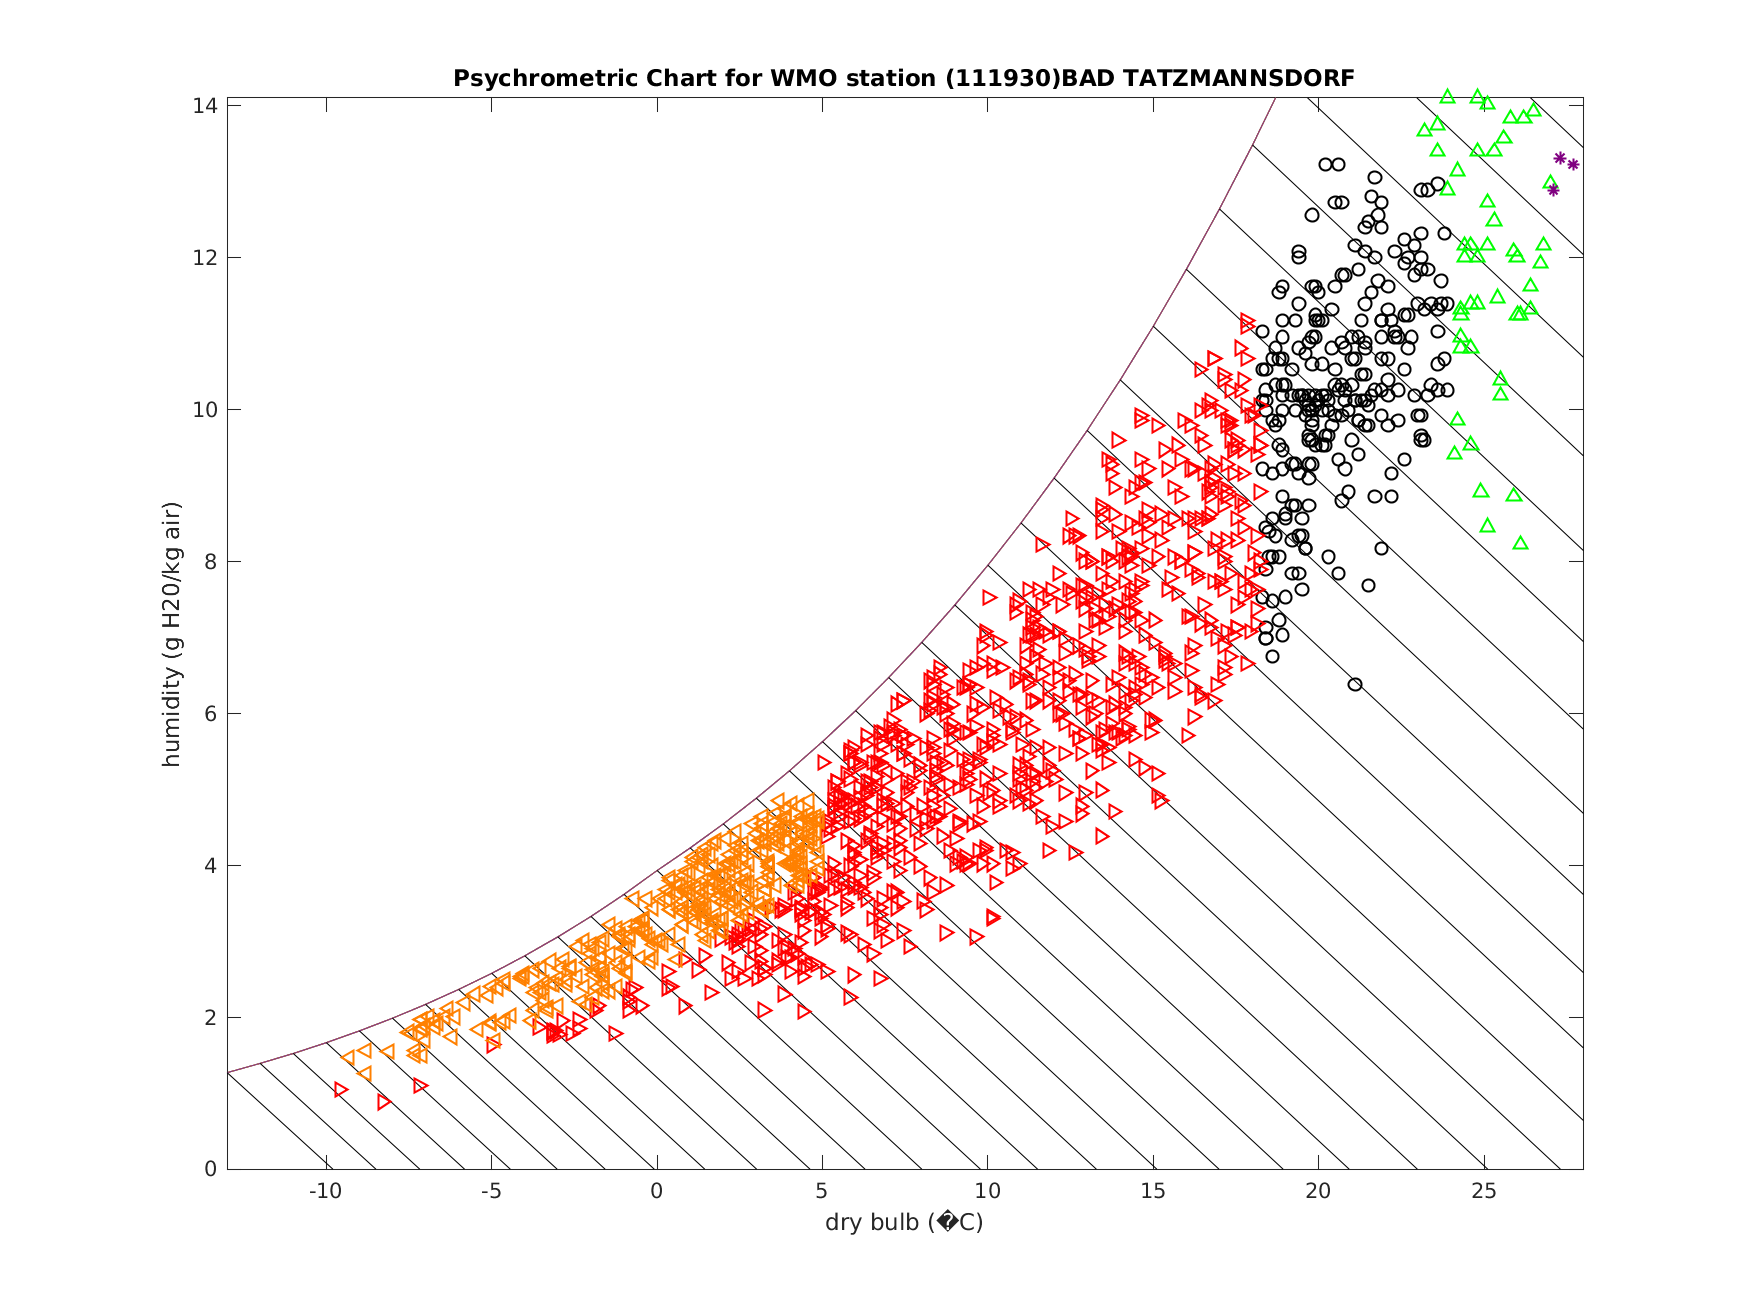 Psychrometric Chart for WMO station (111930)BAD TATZMANNSDORF
14
12
10
8
6
4
2
0
humidity (g H20/kg air)
-10 -5 0 5 10 15 20 25
dry bulb (�C)